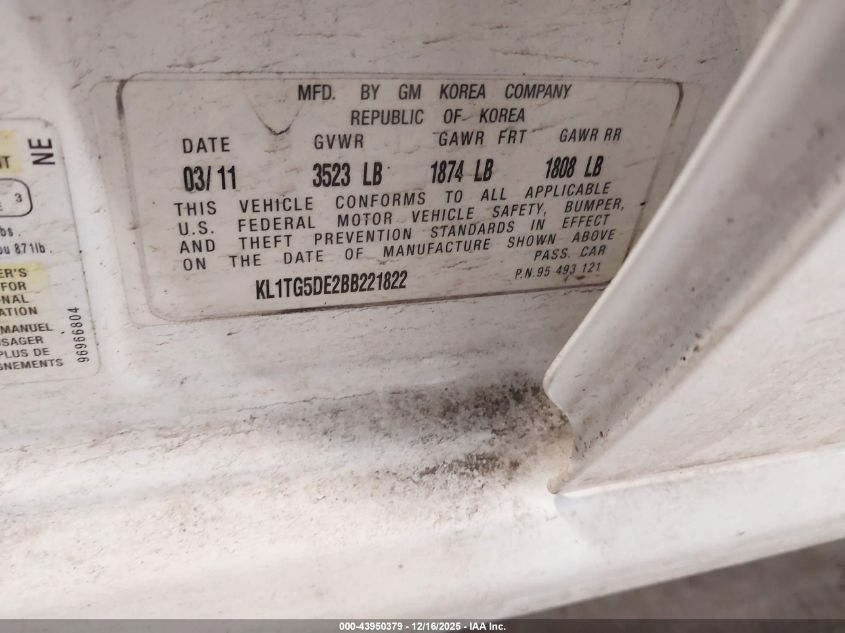 MFD. BY GM KOREA COMPANY
REPUBLIC OF KOREA
DATE GVWR GAWR FRT GAWR RR
03/11 3523 LB 1874 LB 1808 LB
THIS VEHICLE CONFORMS TO ALL APPLICABLE
U.S. FEDERAL MOTOR VEHICLE SAFETY, BUMPER,
AND THEFT PREVENTION STANDARDS IN EFFECT
ON THE DATE OF MANUFACTURE SHOWN ABOVE
PASS. CAR
KL1TG5DE2BB221822
P.N. 95 493 121
NE
3
871lb.
FOR
MANUEL
PLUS DE
96966804
000-43950379 - 12/16/2025 - IAA Inc.